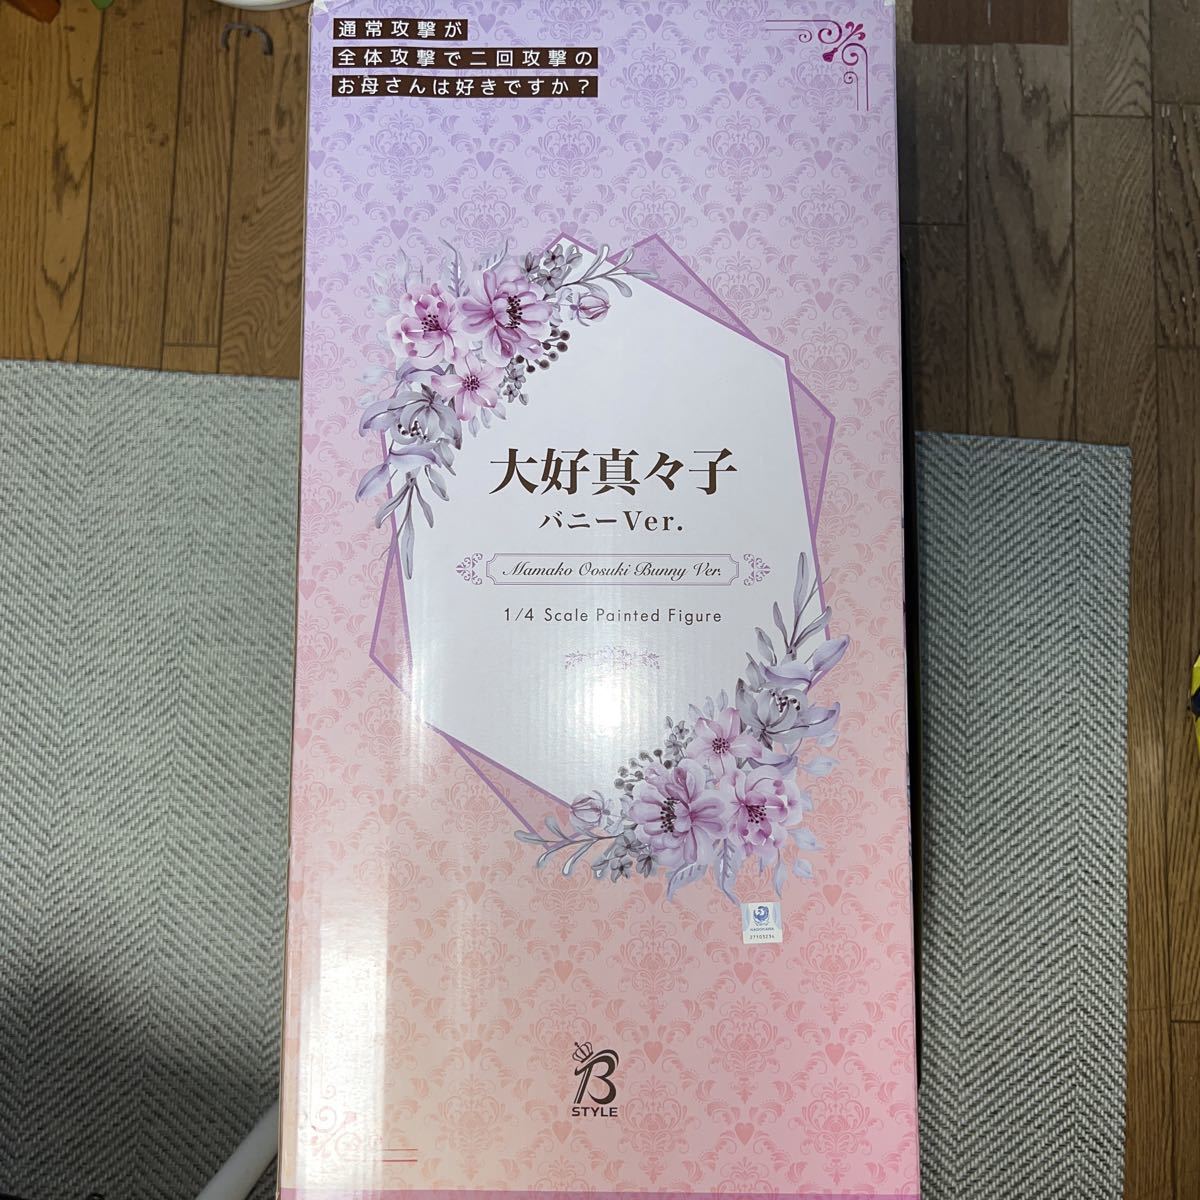 通常攻撃が
全体攻撃で二回攻撃の
お母さんは好きですか？
大好真々子
バニーVer.
Mamako Oosuki Bunny Ver.
1/4 Scale Painted Figure
KADOKAWA
27103234
B
STYLE